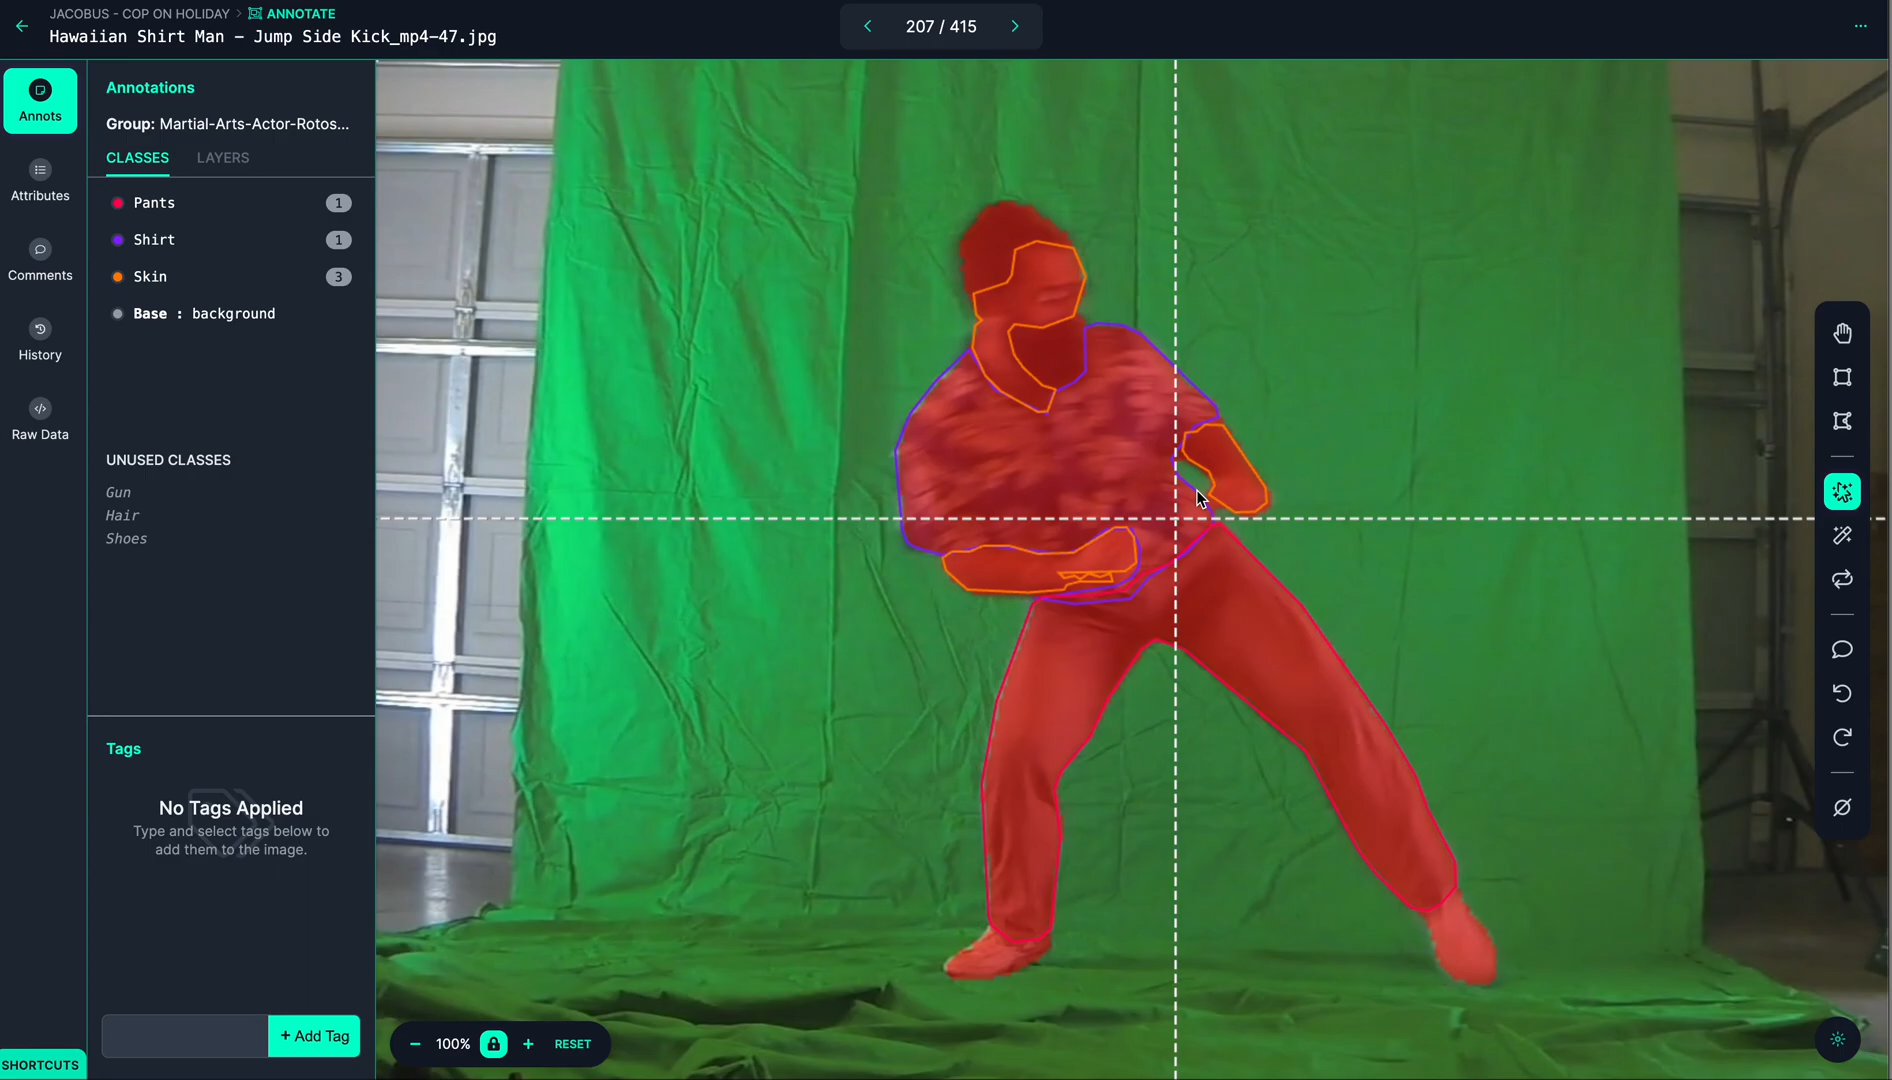 JACOBUS - COP ON HOLIDAY > ANNOTATE
Hawaiian Shirt Man - Jump Side Kick_mp4-47.jpg
207 / 415
Annots
Attributes
Comments
History
Raw Data
SHORTCUTS
Annotations
Group: Martial-Arts-Actor-Rotos...
CLASSES LAYERS
Pants 1
Shirt 1
Skin 3
Base : background
UNUSED CLASSES
Gun
Hair
Shoes
Tags
No Tags Applied
Type and select tags below to
add them to the image.
+ Add Tag
− 100% + RESET